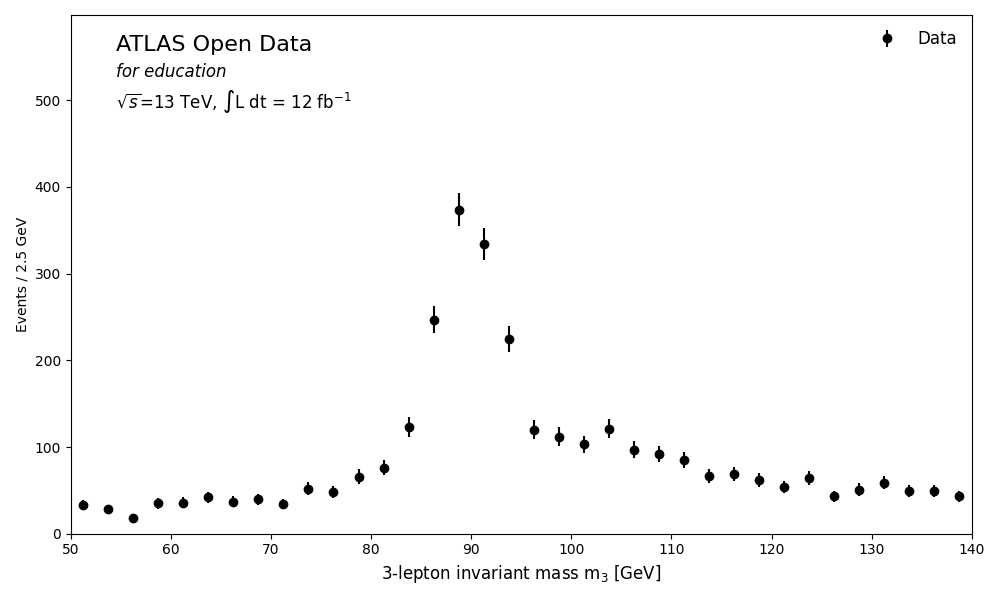 ATLAS Open Data
for education
√s=13 TeV, ∫L dt = 12 fb⁻¹
Data
Events / 2.5 GeV
500
400
300
200
100
0
50 60 70 80 90 100 110 120 130 140
3-lepton invariant mass m₃ [GeV]